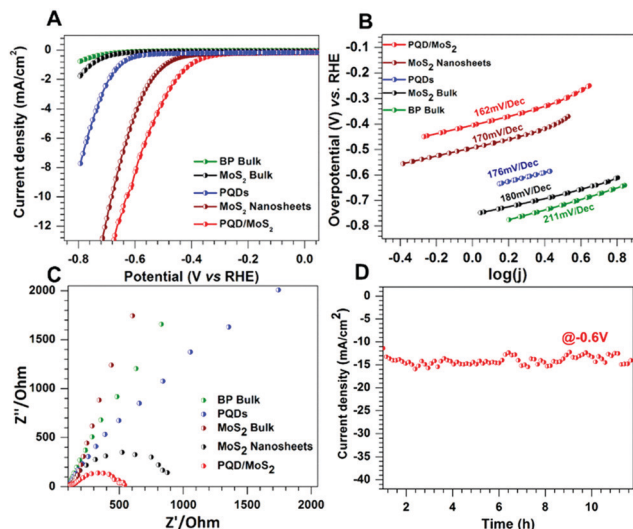 A
Current density (mA/cm²)
0
-2
-4
-6
-8
-10
-12
BP Bulk
MoS₂ Bulk
PQDs
MoS₂ Nanosheets
PQD/MoS₂
-0.8 -0.6 -0.4 -0.2 0.0
Potential (V vs RHE)
B
Overpotential (V) vs. RHE
-0.1
-0.2
-0.3
-0.4
-0.5
-0.6
-0.7
-0.8
PQD/MoS₂
MoS₂ Nanosheets
PQDs
MoS₂ Bulk
BP Bulk
162mV/Dec
170mV/Dec
176mV/Dec
180mV/Dec
211mV/Dec
-0.4 -0.2 0.0 0.2 0.4 0.6 0.8
log(j)
C
Z''/Ohm
2000
1500
1000
500
0
BP Bulk
PQDs
MoS₂ Bulk
MoS₂ Nanosheets
PQD/MoS₂
0 500 1000 1500 2000
Z'/Ohm
D
Current density (mA/cm²)
0
-5
-10
-15
-20
-25
-30
-35
-40
@-0.6V
2 4 6 8 10
Time (h)